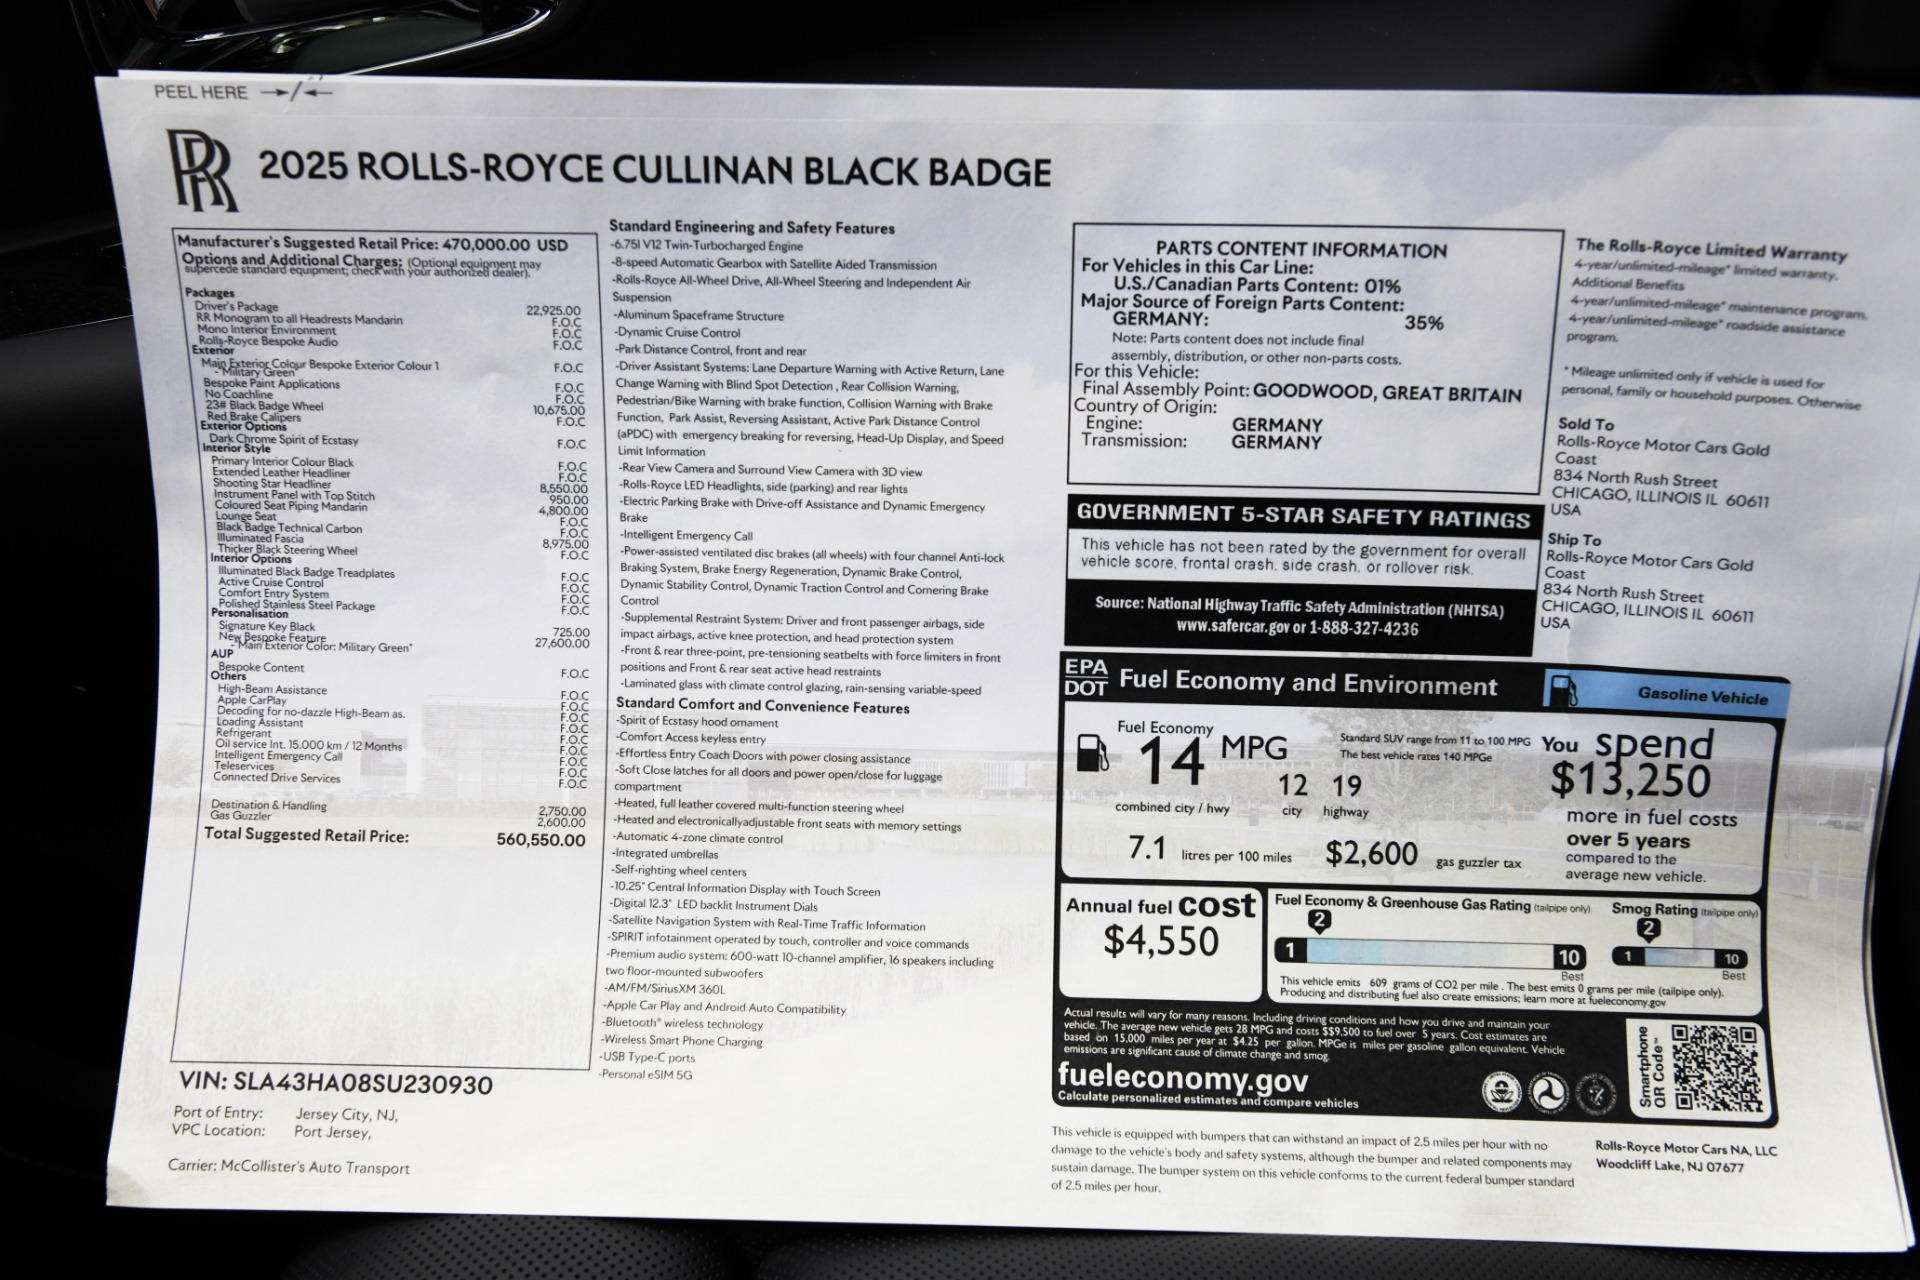 PEEL HERE →/←
RR
2025 ROLLS-ROYCE CULLINAN BLACK BADGE
Manufacturer's Suggested Retail Price: 470,000.00 USD
Options and Additional Charges: (Optional equipment may
supercede standard equipment; check with your authorized dealer).
Packages
Driver's Package 22,925.00
RR Monogram to all Headrests Mandarin F.O.C
Mono Interior Environment F.O.C
Rolls-Royce Bespoke Audio F.O.C
Exterior
Main Exterior Colour Bespoke Exterior Colour 1 F.O.C
- Military Green
Bespoke Paint Applications F.O.C
No Coachline F.O.C
23# Black Badge Wheel 10,675.00
Red Brake Calipers F.O.C
Exterior Options
Dark Chrome Spirit of Ecstasy F.O.C
Interior Style
Primary Interior Colour Black F.O.C
Extended Leather Headliner F.O.C
Shooting Star Headliner 8,550.00
Instrument Panel with Top Stitch 950.00
Coloured Seat Piping Mandarin 4,800.00
Lounge Seat F.O.C
Black Badge Technical Carbon F.O.C
Illuminated Fascia 8,975.00
Thicker Black Steering Wheel F.O.C
Interior Options
Illuminated Black Badge Treadplates F.O.C
Active Cruise Control F.O.C
Comfort Entry System F.O.C
Polished Stainless Steel Package F.O.C
Personalisation
Signature Key Black 725.00
New Bespoke Feature 27,600.00
- "Main Exterior Color: Military Green"
AUP
Bespoke Content F.O.C
Others
High-Beam Assistance F.O.C
Apple CarPlay F.O.C
Decoding for no-dazzle High-Beam as. F.O.C
Loading Assistant F.O.C
Refrigerant F.O.C
Oil service Int. 15.000 km / 12 Months F.O.C
Intelligent Emergency Call F.O.C
Teleservices F.O.C
Connected Drive Services F.O.C
Destination & Handling 2,750.00
Gas Guzzler 2,600.00
Total Suggested Retail Price: 560,550.00
VIN: SLA43HA08SU230930
Port of Entry: Jersey City, NJ,
VPC Location: Port Jersey,
Carrier: McCollister's Auto Transport
Standard Engineering and Safety Features
-6.75l V12 Twin-Turbocharged Engine
-8-speed Automatic Gearbox with Satellite Aided Transmission
-Rolls-Royce All-Wheel Drive, All-Wheel Steering and Independent Air
Suspension
-Aluminum Spaceframe Structure
-Dynamic Cruise Control
-Park Distance Control, front and rear
-Driver Assistant Systems: Lane Departure Warning with Active Return, Lane
Change Warning with Blind Spot Detection , Rear Collision Warning,
Pedestrian/Bike Warning with brake function, Collision Warning with Brake
Function, Park Assist, Reversing Assistant, Active Park Distance Control
(aPDC) with emergency breaking for reversing, Head-Up Display, and Speed
Limit Information
-Rear View Camera and Surround View Camera with 3D view
-Rolls-Royce LED Headlights, side (parking) and rear lights
-Electric Parking Brake with Drive-off Assistance and Dynamic Emergency
Brake
-Intelligent Emergency Call
-Power-assisted ventilated disc brakes (all wheels) with four channel Anti-lock
Braking System, Brake Energy Regeneration, Dynamic Brake Control,
Dynamic Stability Control, Dynamic Traction Control and Cornering Brake
Control
-Supplemental Restraint System: Driver and front passenger airbags, side
impact airbags, active knee protection, and head protection system
-Front & rear three-point, pre-tensioning seatbelts with force limiters in front
positions and Front & rear seat active head restraints
-Laminated glass with climate control glazing, rain-sensing variable-speed
Standard Comfort and Convenience Features
-Spirit of Ecstasy hood ornament
-Comfort Access keyless entry
-Effortless Entry Coach Doors with power closing assistance
-Soft Close latches for all doors and power open/close for luggage
compartment
-Heated, full leather covered multi-function steering wheel
-Heated and electronicallyadjustable front seats with memory settings
-Automatic 4-zone climate control
-Integrated umbrellas
-Self-righting wheel centers
-10.25" Central Information Display with Touch Screen
-Digital 12.3" LED backlit Instrument Dials
-Satellite Navigation System with Real-Time Traffic Information
-SPIRIT infotainment operated by touch, controller and voice commands
-Premium audio system: 600-watt 10-channel amplifier, 16 speakers including
two floor-mounted subwoofers
-AM/FM/SiriusXM 360L
-Apple Car Play and Android Auto Compatibility
-Bluetooth® wireless technology
-Wireless Smart Phone Charging
-USB Type-C ports
-Personal eSIM 5G
PARTS CONTENT INFORMATION
For Vehicles in this Car Line:
U.S./Canadian Parts Content: 01%
Major Source of Foreign Parts Content:
GERMANY: 35%
Note: Parts content does not include final
assembly, distribution, or other non-parts costs.
For this Vehicle:
Final Assembly Point: GOODWOOD, GREAT BRITAIN
Country of Origin:
Engine: GERMANY
Transmission: GERMANY
GOVERNMENT 5-STAR SAFETY RATINGS
This vehicle has not been rated by the government for overall
vehicle score, frontal crash, side crash, or rollover risk.
Source: National Highway Traffic Safety Administration (NHTSA)
www.safercar.gov or 1-888-327-4236
The Rolls-Royce Limited Warranty
4-year/unlimited-mileage* limited warranty.
Additional Benefits
4-year/unlimited-mileage* maintenance program.
4-year/unlimited-mileage* roadside assistance
program.
* Mileage unlimited only if vehicle is used for
personal, family or household purposes. Otherwise
Sold To
Rolls-Royce Motor Cars Gold
Coast
834 North Rush Street
CHICAGO, ILLINOIS IL 60611
USA
Ship To
Rolls-Royce Motor Cars Gold
Coast
834 North Rush Street
CHICAGO, ILLINOIS IL 60611
USA
EPA
DOT
Fuel Economy and Environment
Gasoline Vehicle
Fuel Economy
14 MPG
combined city / hwy
12 city
19 highway
Standard SUV range from 11 to 100 MPG
The best vehicle rates 140 MPGe
7.1 litres per 100 miles
$2,600 gas guzzler tax
You spend
$13,250
more in fuel costs
over 5 years
compared to the
average new vehicle.
Annual fuel cost
$4,550
Fuel Economy & Greenhouse Gas Rating (tailpipe only)
2
1 10
Best
Smog Rating (tailpipe only)
2
1 10
Best
This vehicle emits 609 grams of CO2 per mile . The best emits 0 grams per mile (tailpipe only).
Producing and distributing fuel also create emissions; learn more at fueleconomy.gov
Actual results will vary for many reasons. Including driving conditions and how you drive and maintain your
vehicle. The average new vehicle gets 28 MPG and costs $$9,500 to fuel over 5 years. Cost estimates are
based on 15,000 miles per year at $4.25 per gallon. MPGe is miles per gasoline gallon equivalent. Vehicle
emissions are significant cause of climate change and smog.
fueleconomy.gov
Calculate personalized estimates and compare vehicles
Smartphone
QR Code™
This vehicle is equipped with bumpers that can withstand an impact of 2.5 miles per hour with no
damage to the vehicle's body and safety systems, although the bumper and related components may
sustain damage. The bumper system on this vehicle conforms to the current federal bumper standard
of 2.5 miles per hour.
Rolls-Royce Motor Cars NA, LLC
Woodcliff Lake, NJ 07677